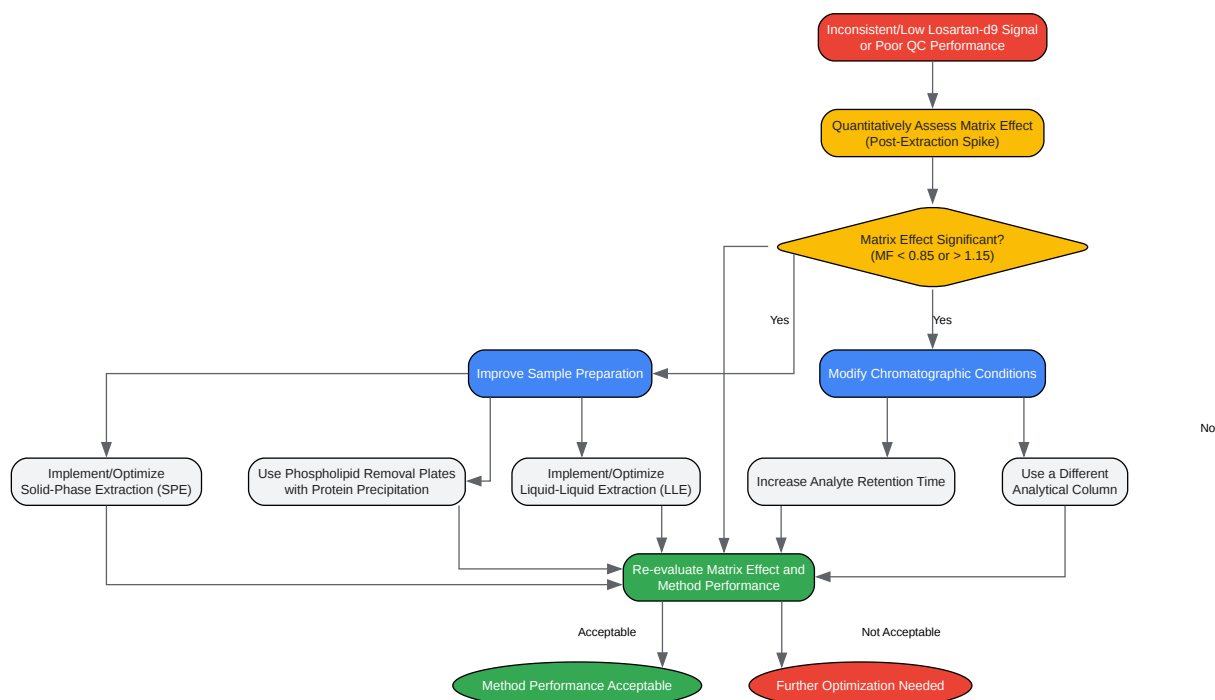 Inconsistent/Low Losartan-d9 Signal
or Poor QC Performance
Quantitatively Assess Matrix Effect
(Post-Extraction Spike)
Matrix Effect Significant?
(MF < 0.85 or > 1.15)
Yes
Yes
Improve Sample Preparation
Modify Chromatographic Conditions
No
Implement/Optimize
Solid-Phase Extraction (SPE)
Use Phospholipid Removal Plates
with Protein Precipitation
Implement/Optimize
Liquid-Liquid Extraction (LLE)
Increase Analyte Retention Time
Use a Different
Analytical Column
Re-evaluate Matrix Effect and
Method Performance
Acceptable
Not Acceptable
Method Performance Acceptable
Further Optimization Needed